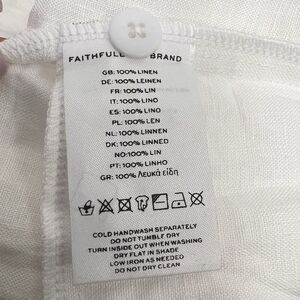 FAITHFULL BRAND
GB: 100% LINEN
DE: 100% LEINEN
FR: 100% LIN
IT: 100% LINO
ES: 100% LINO
PL: 100% LEN
NL: 100% LINNEN
DK: 100% LINNED
NO: 100% LIN
PT: 100% LINHO
GR: 100% Λευκά είδη
COLD HANDWASH SEPARATELY
DO NOT TUMBLE DRY
TURN INSIDE OUT WHEN WASHING
DRY FLAT IN SHADE
LOW IRON AS NEEDED
DO NOT DRY CLEAN